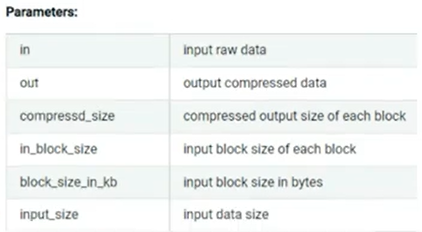 Parameters:
in input raw data
out output compressed data
compressd_size compressed output size of each block
in_block_size input block size of each block
block_size_in_kb input block size in bytes
input_size input data size